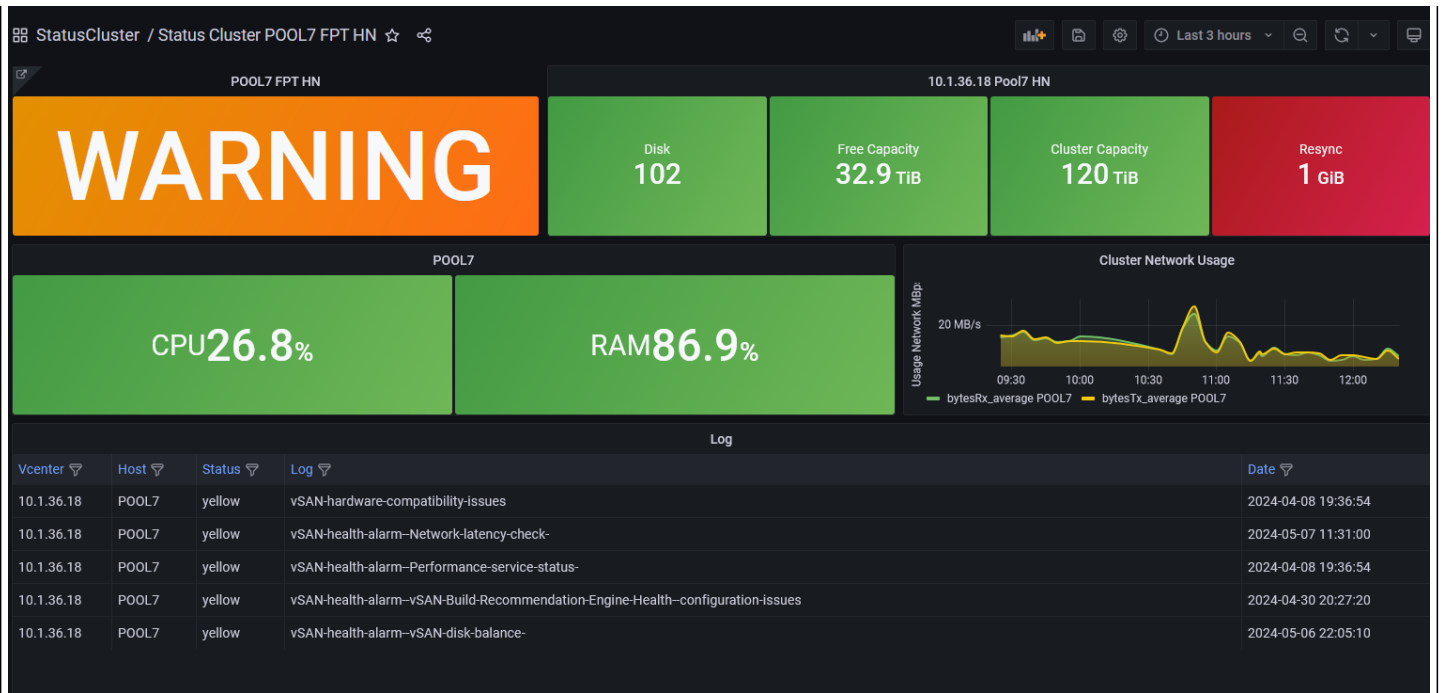 StatusCluster / Status Cluster POOL7 FPT HN
Last 3 hours
POOL7 FPT HN
10.1.36.18 Pool7 HN
WARNING
Disk
102
Free Capacity
32.9 TiB
Cluster Capacity
120 TiB
Resync
1 GiB
POOL7
CPU26.8%
RAM86.9%
Cluster Network Usage
Usage Network MBp:
20 MB/s
09:30 10:00 10:30 11:00 11:30 12:00
bytesRx_average POOL7 bytesTx_average POOL7
Log
Vcenter Host Status Log Date
10.1.36.18 POOL7 yellow vSAN-hardware-compatibility-issues 2024-04-08 19:36:54
10.1.36.18 POOL7 yellow vSAN-health-alarm--Network-latency-check- 2024-05-07 11:31:00
10.1.36.18 POOL7 yellow vSAN-health-alarm--Performance-service-status- 2024-04-08 19:36:54
10.1.36.18 POOL7 yellow vSAN-health-alarm--vSAN-Build-Recommendation-Engine-Health--configuration-issues 2024-04-30 20:27:20
10.1.36.18 POOL7 yellow vSAN-health-alarm--vSAN-disk-balance- 2024-05-06 22:05:10